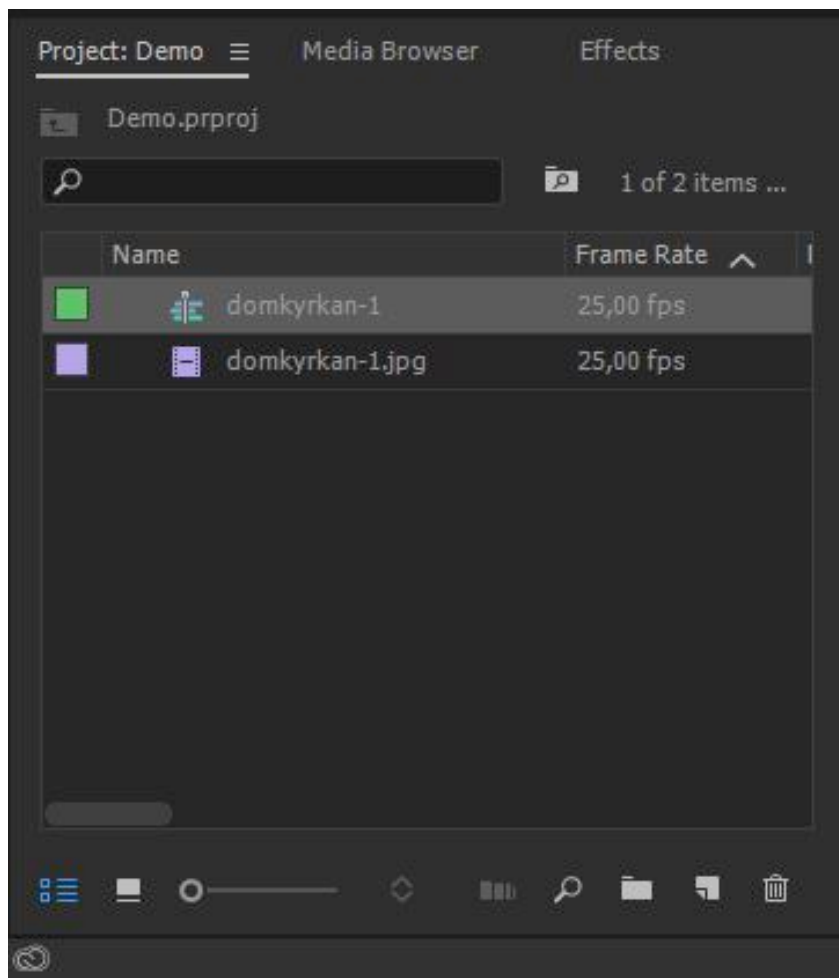 Project: Demo Media Browser Effects
Demo.prproj
1 of 2 items ...
Name Frame Rate
domkyrkan-1 25,00 fps
domkyrkan-1.jpg 25,00 fps